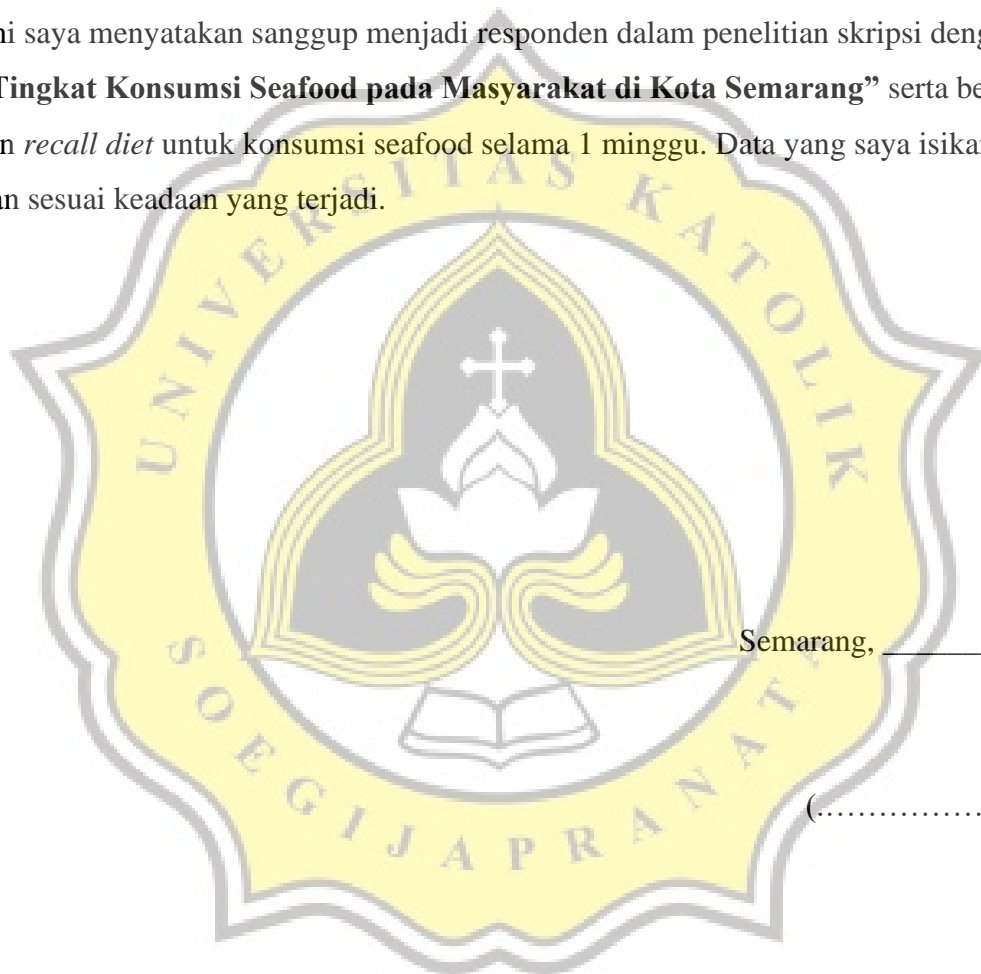 ni saya menyatakan sanggup menjadi responden dalam penelitian skripsi deng
Tingkat Konsumsi Seafood pada Masyarakat di Kota Semarang” serta be
n recall diet untuk konsumsi seafood selama 1 minggu. Data yang saya isikan
an sesuai keadaan yang terjadi.
UNIVERSITAS KATOLIK
SOEGIJAPRANATA
Semarang, __________
(………………